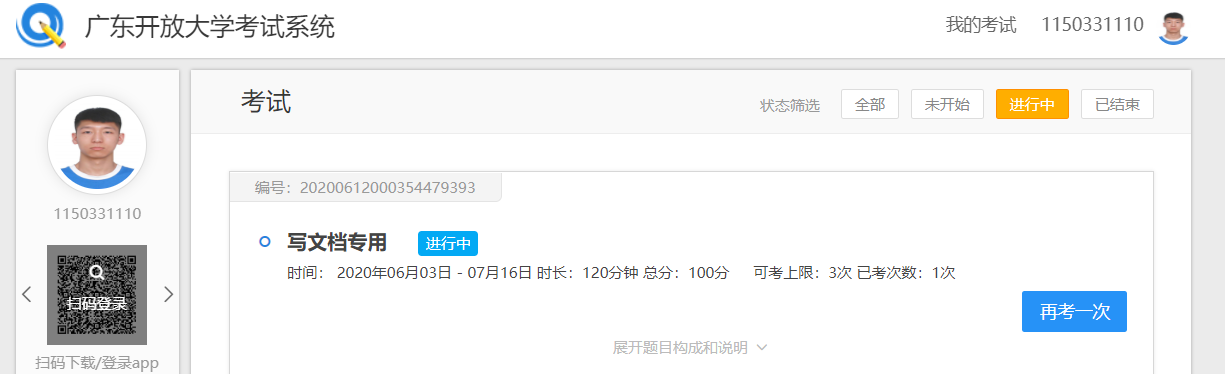 广东开放大学考试系统
我的考试 1150331110
考试
状态筛选 全部 未开始 进行中 已结束
1150331110
扫码登录
扫码下载/登录app
编号：20200612000354479393
写文档专用 进行中
时间： 2020年06月03日 - 07月16日 时长：120分钟 总分：100分 可考上限：3次 已考次数：1次
再考一次
展开题目构成和说明